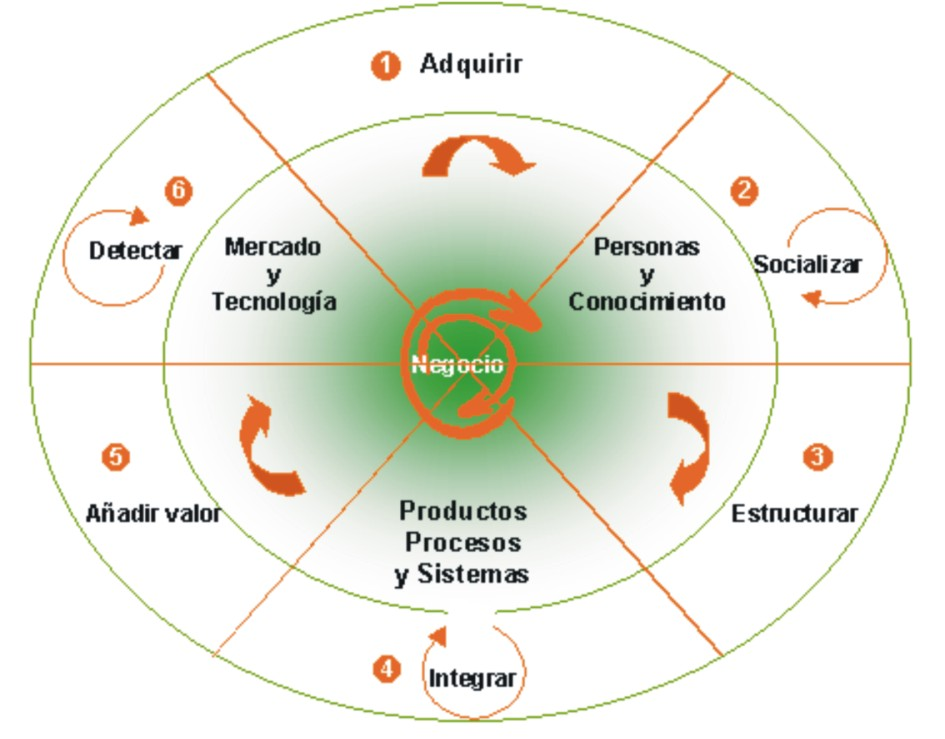 1 Adquirir
2
Socializar
3
Estructurar
4 Integrar
5
Añadir valor
6
Detectar
Mercado
y
Tecnología
Personas
y
Conocimiento
Negocio
Productos
Procesos
y Sistemas